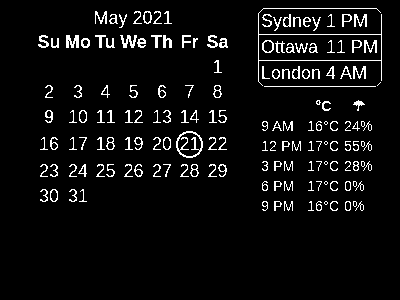 May 2021
Su Mo Tu We Th Fr Sa
1
2 3 4 5 6 7 8
9 10 11 12 13 14 15
16 17 18 19 20 21 22
23 24 25 26 27 28 29
30 31
Sydney 1 PM
Ottawa 11 PM
London 4 AM
°C ☂
9 AM 16°C 24%
12 PM 17°C 55%
3 PM 17°C 28%
6 PM 17°C 0%
9 PM 16°C 0%